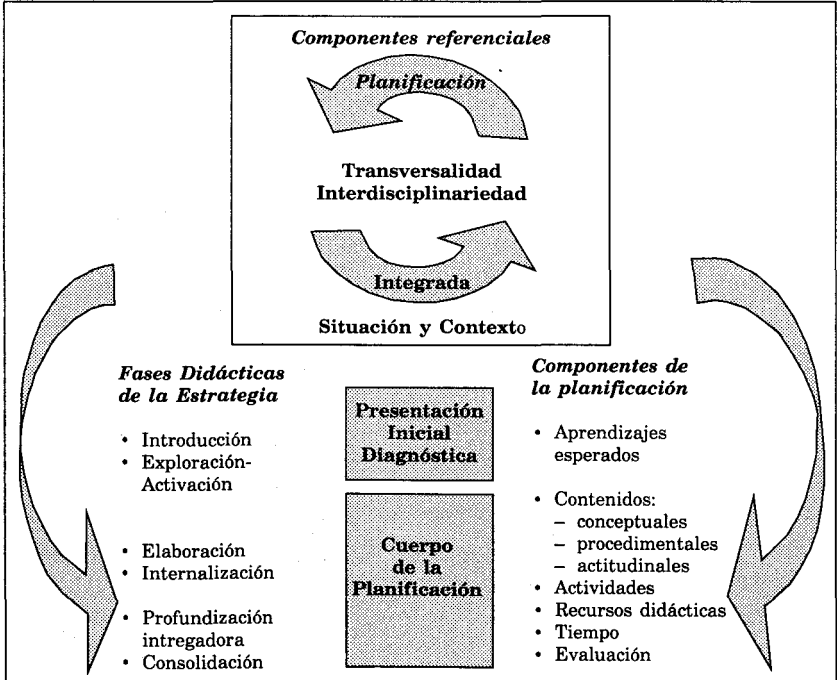 Componentes referenciales
Planificación
Transversalidad
Interdisciplinariedad
Integrada
Situación y Contexto
Fases Didácticas
de la Estrategia
• Introducción
• Exploración-
Activación
• Elaboración
• Internalización
• Profundización
intregadora
• Consolidación
Presentación
Inicial
Diagnóstica
Cuerpo
de la
Planificación
Componentes de
la planificación
• Aprendizajes
esperados
• Contenidos:
– conceptuales
– procedimentales
– actitudinales
• Actividades
• Recursos didácticas
• Tiempo
• Evaluación